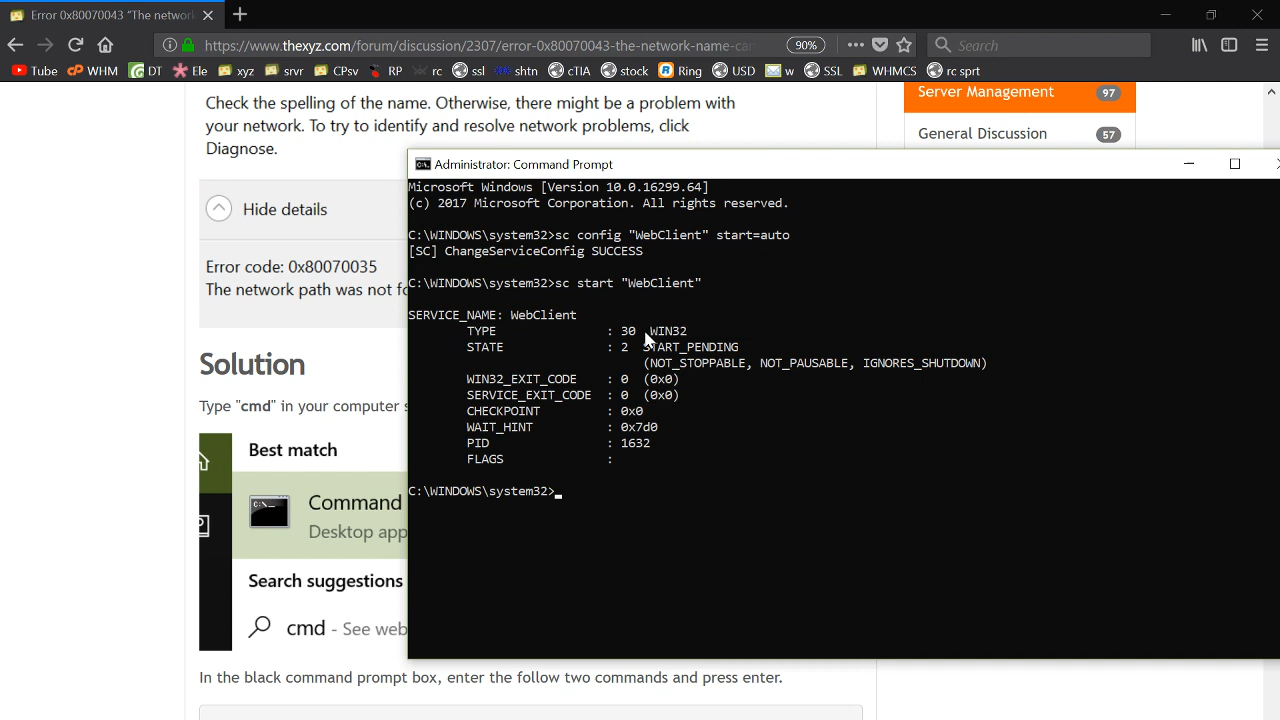 Error 0x80070043 "The networ
https://www.thexyz.com/forum/discussion/2307/error-0x80070043-the-network-name-ca
90%
Search
Tube
WHM
DT
Ele
xyz
srvr
CPsv
RP
rc
ssl
shtn
cTIA
stock
Ring
USD
w
SSL
WHMCS
rc sprt
Check the spelling of the name. Otherwise, there might be a problem with
your network. To try to identify and resolve network problems, click
Diagnose.
Hide details
Error code: 0x80070035
The network path was not fo
Solution
Type "cmd" in your computer s
Best match
Command
Desktop app
Search suggestions
cmd - See web
In the black command prompt box, enter the follow two commands and press enter.
Server Management 97
General Discussion 57
Administrator: Command Prompt
Microsoft Windows [Version 10.0.16299.64]
(c) 2017 Microsoft Corporation. All rights reserved.
C:\WINDOWS\system32>sc config "WebClient" start=auto
[SC] ChangeServiceConfig SUCCESS
C:\WINDOWS\system32>sc start "WebClient"
SERVICE_NAME: WebClient
TYPE : 30 WIN32
STATE : 2 START_PENDING
(NOT_STOPPABLE, NOT_PAUSABLE, IGNORES_SHUTDOWN)
WIN32_EXIT_CODE : 0 (0x0)
SERVICE_EXIT_CODE : 0 (0x0)
CHECKPOINT : 0x0
WAIT_HINT : 0x7d0
PID : 1632
FLAGS :
C:\WINDOWS\system32>_